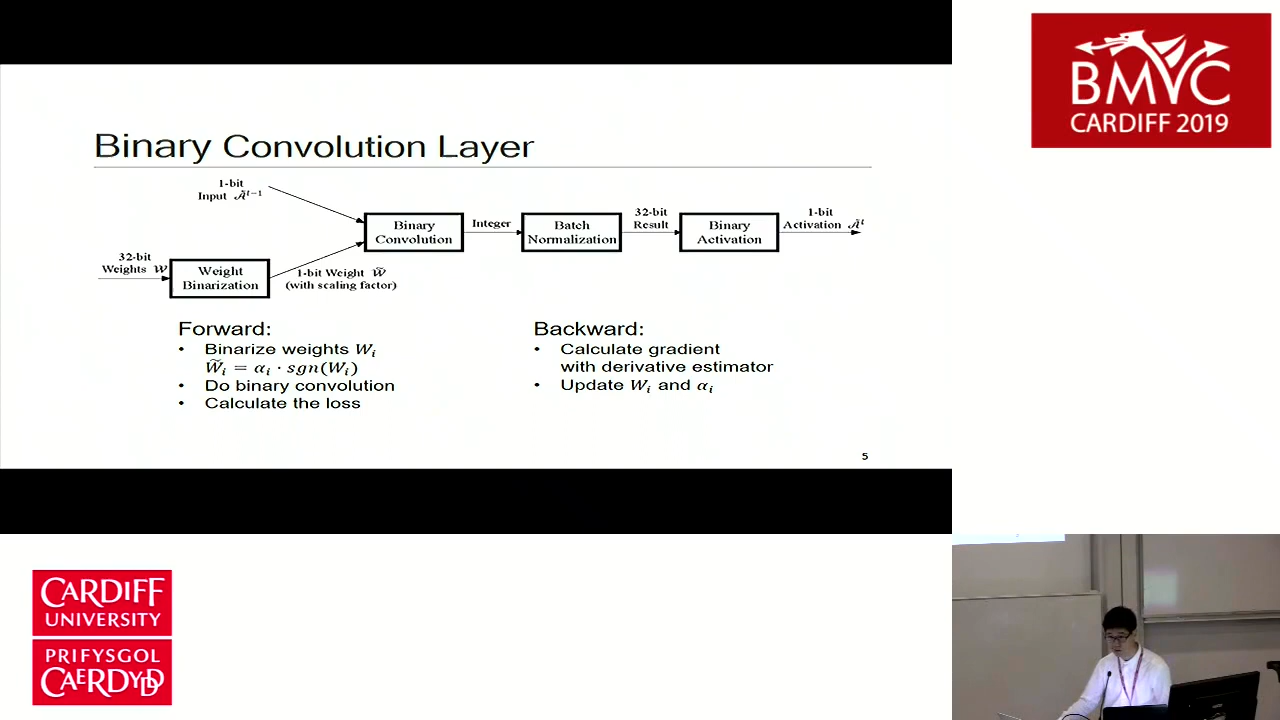 BMVC
CARDIFF 2019
Binary Convolution Layer
1-bit
Input Ã^{l-1}
32-bit
Weights W
Weight
Binarization
1-bit Weight W̃
(with scaling factor)
Binary
Convolution
Integer
Batch
Normalization
32-bit
Result
Binary
Activation
1-bit
Activation Ã^l
Forward:
• Binarize weights W_i
W̃_i = α_i · sgn(W_i)
• Do binary convolution
• Calculate the loss
Backward:
• Calculate gradient
with derivative estimator
• Update W_i and α_i
5
CARDIFF
UNIVERSITY
PRIFYSGOL
CAERDYDD